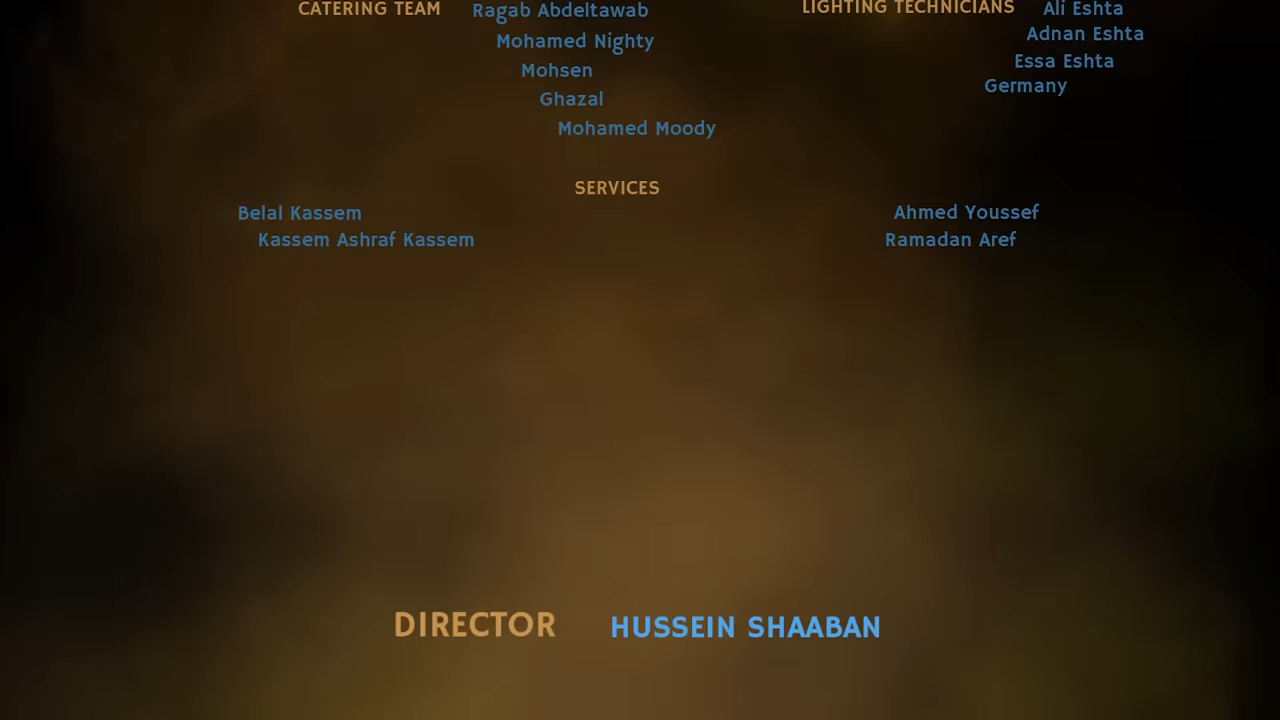 CATERING TEAM Ragab Abdeltawab
Mohamed Nighty
Mohsen
Ghazal
Mohamed Moody
LIGHTING TECHNICIANS Ali Eshta
Adnan Eshta
Essa Eshta
Germany
SERVICES
Belal Kassem
Kassem Ashraf Kassem
Ahmed Youssef
Ramadan Aref
DIRECTOR HUSSEIN SHAABAN